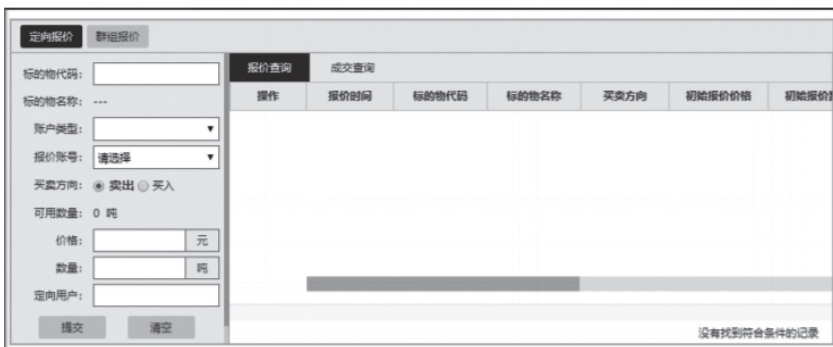 定向报价 群组报价
标的物代码:
标的物名称: ---
账户类型:
报价账号: 请选择
买卖方向: 卖出 买入
可用数量: 0 吨
价格: 元
数量: 吨
定向用户:
提交 清空
报价查询 成交查询
操作 报价时间 标的物代码 标的物名称 买卖方向 初始报价价格 初始报价
没有找到符合条件的记录